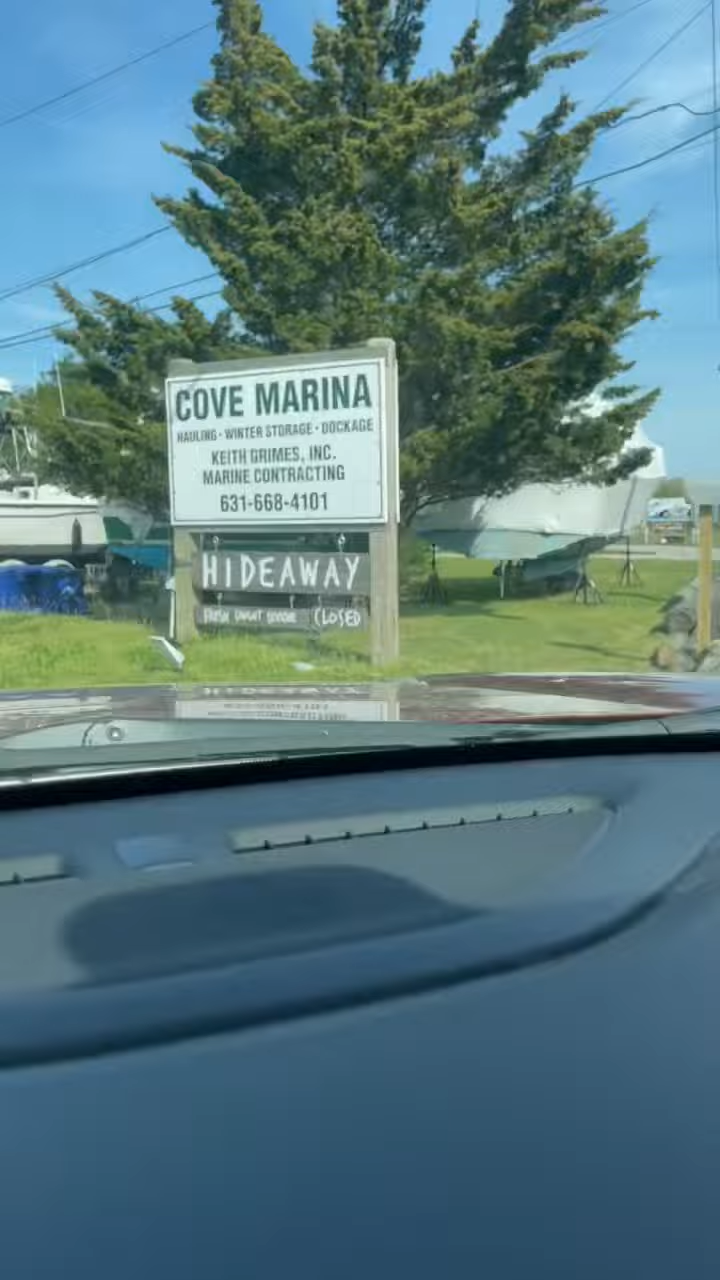 COVE MARINA
HAULING · WINTER STORAGE · DOCKAGE
KEITH GRIMES, INC.
MARINE CONTRACTING
631-668-4101
HIDEAWAY
CLOSED